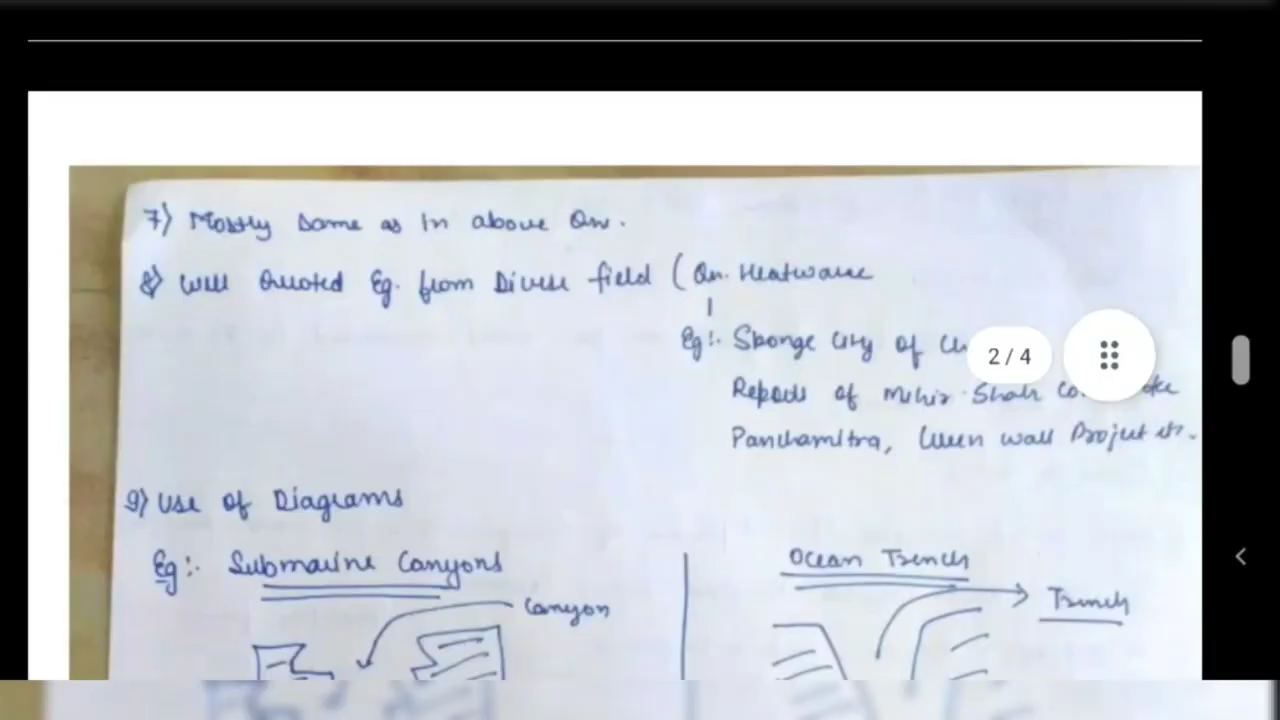 7) Mostly same as in above Qn.
8) Well Quoted Eg. from Diverse field ( Qn. Heatwave
Eg:. Sponge City of
2 / 4
Reports of Mihir Shah
Panchamitra, Green wall Project etc.
9) Use of Diagrams
Eg:. Submarine Canyons
Canyon
Ocean Trench
Trench